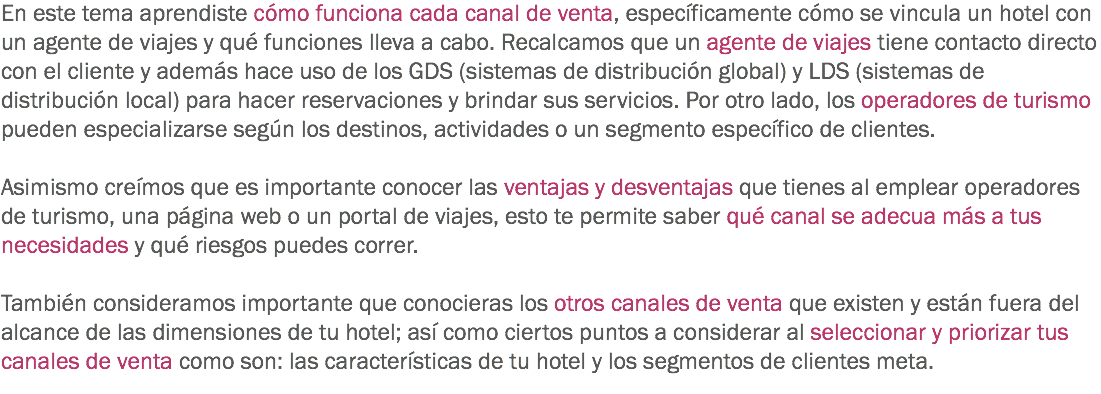 En este tema aprendiste cómo funciona cada canal de venta, específicamente cómo se vincula un hotel con
un agente de viajes y qué funciones lleva a cabo. Recalcamos que un agente de viajes tiene contacto directo
con el cliente y además hace uso de los GDS (sistemas de distribución global) y LDS (sistemas de
distribución local) para hacer reservaciones y brindar sus servicios. Por otro lado, los operadores de turismo
pueden especializarse según los destinos, actividades o un segmento específico de clientes.
Asimismo creímos que es importante conocer las ventajas y desventajas que tienes al emplear operadores
de turismo, una página web o un portal de viajes, esto te permite saber qué canal se adecua más a tus
necesidades y qué riesgos puedes correr.
También consideramos importante que conocieras los otros canales de venta que existen y están fuera del
alcance de las dimensiones de tu hotel; así como ciertos puntos a considerar al seleccionar y priorizar tus
canales de venta como son: las características de tu hotel y los segmentos de clientes meta.